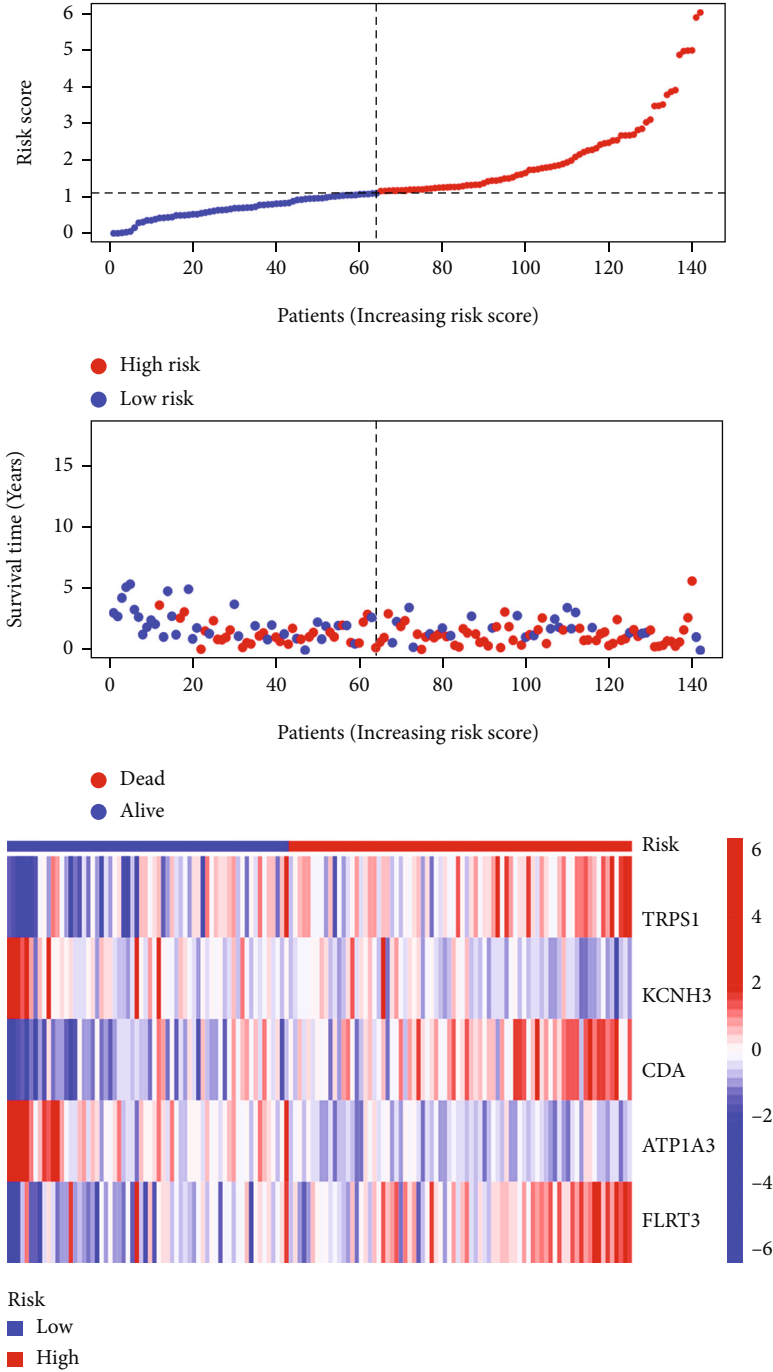 6
5
4
3
2
1
0
Risk score
0 20 40 60 80 100 120 140
Patients (Increasing risk score)
High risk
Low risk
15
10
5
0
Survival time (Years)
0 20 40 60 80 100 120 140
Patients (Increasing risk score)
Dead
Alive
Risk
TRPS1
KCNH3
CDA
ATP1A3
FLRT3
6
4
2
0
−2
−4
−6
Risk
Low
High